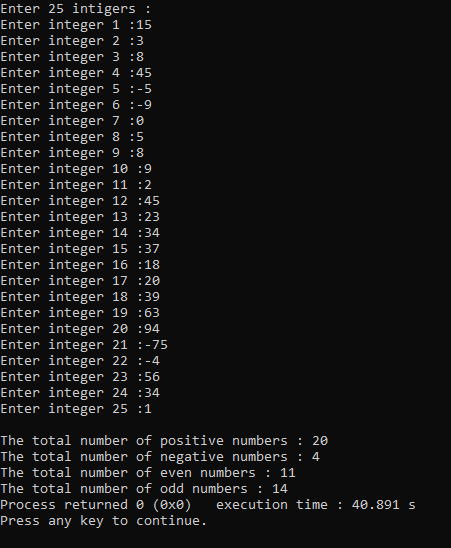 Enter 25 intigers :
Enter integer 1 :15
Enter integer 2 :3
Enter integer 3 :8
Enter integer 4 :45
Enter integer 5 :-5
Enter integer 6 :-9
Enter integer 7 :0
Enter integer 8 :5
Enter integer 9 :8
Enter integer 10 :9
Enter integer 11 :2
Enter integer 12 :45
Enter integer 13 :23
Enter integer 14 :34
Enter integer 15 :37
Enter integer 16 :18
Enter integer 17 :20
Enter integer 18 :39
Enter integer 19 :63
Enter integer 20 :94
Enter integer 21 :-75
Enter integer 22 :-4
Enter integer 23 :56
Enter integer 24 :34
Enter integer 25 :1
The total number of positive numbers : 20
The total number of negative numbers : 4
The total number of even numbers : 11
The total number of odd numbers : 14
Process returned 0 (0x0)   execution time : 40.891 s
Press any key to continue.